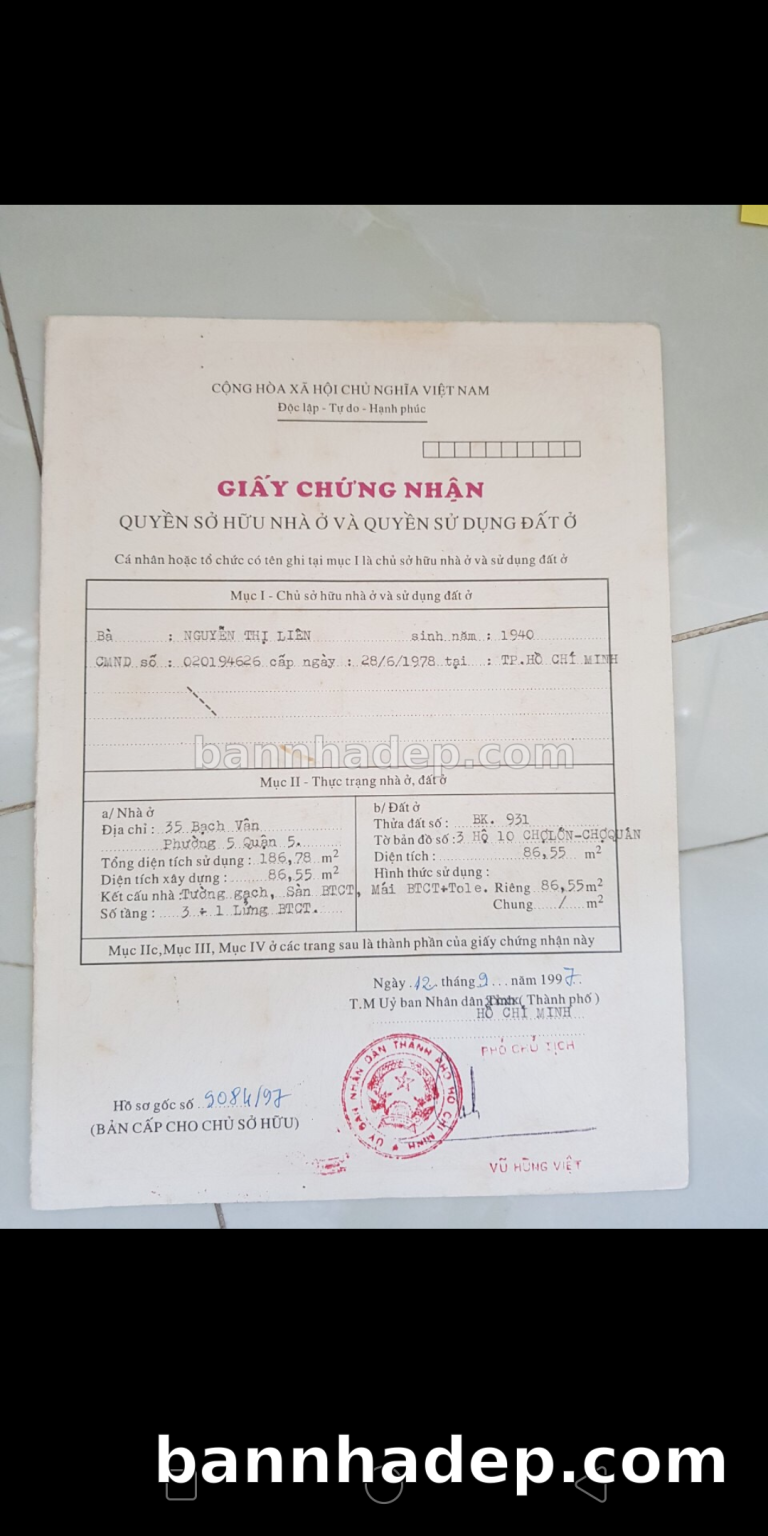 CỘNG HÒA XÃ HỘI CHỦ NGHĨA VIỆT NAM
Độc lập - Tự do - Hạnh phúc
GIẤY CHỨNG NHẬN
QUYỀN SỞ HỮU NHÀ Ở VÀ QUYỀN SỬ DỤNG ĐẤT Ở
Cá nhân hoặc tổ chức có tên ghi tại mục I là chủ sở hữu nhà ở và sử dụng đất ở
Mục I - Chủ sở hữu nhà ở và sử dụng đất ở
Bà : NGUYỄN THỊ LIÊN sinh năm : 1940
CMND số : 020194626 cấp ngày : 28/6/1978 tại : TP.HỒ CHÍ MINH
bannhadep.com
Mục II - Thực trạng nhà ở, đất ở
a/ Nhà ở
Địa chỉ : 35 Bạch Vân
Phường 5 Quận 5.
Tổng diện tích sử dụng : 186,78 m2
Diện tích xây dựng : 86,55 m2
Kết cấu nhà :Tường gạch, Sàn BTCT, Mái BTCT+Tole.
Số tầng : 3 + 1 Lửng BTCT.
b/ Đất ở
Thửa đất số : BK. 931
Tờ bản đồ số :3 Hộ 10 CHỢLỚN-CHỢQUÁN
Diện tích : 86,55 m2
Hình thức sử dụng :
Riêng 86,55m2
Chung / m2
Mục IIc, Mục III, Mục IV ở các trang sau là thành phần của giấy chứng nhận này
Ngày 12 tháng 9 năm 1997
T.M Uỷ ban Nhân dân ( Thành phố )
HỒ CHÍ MINH
PHÓ CHỦ TỊCH
ỦY BAN NHÂN DÂN THÀNH PHỐ HỒ CHÍ MINH
Hồ sơ gốc số 9084/97
(BẢN CẤP CHO CHỦ SỞ HỮU)
VŨ HÙNG VIỆT
bannhadep.com